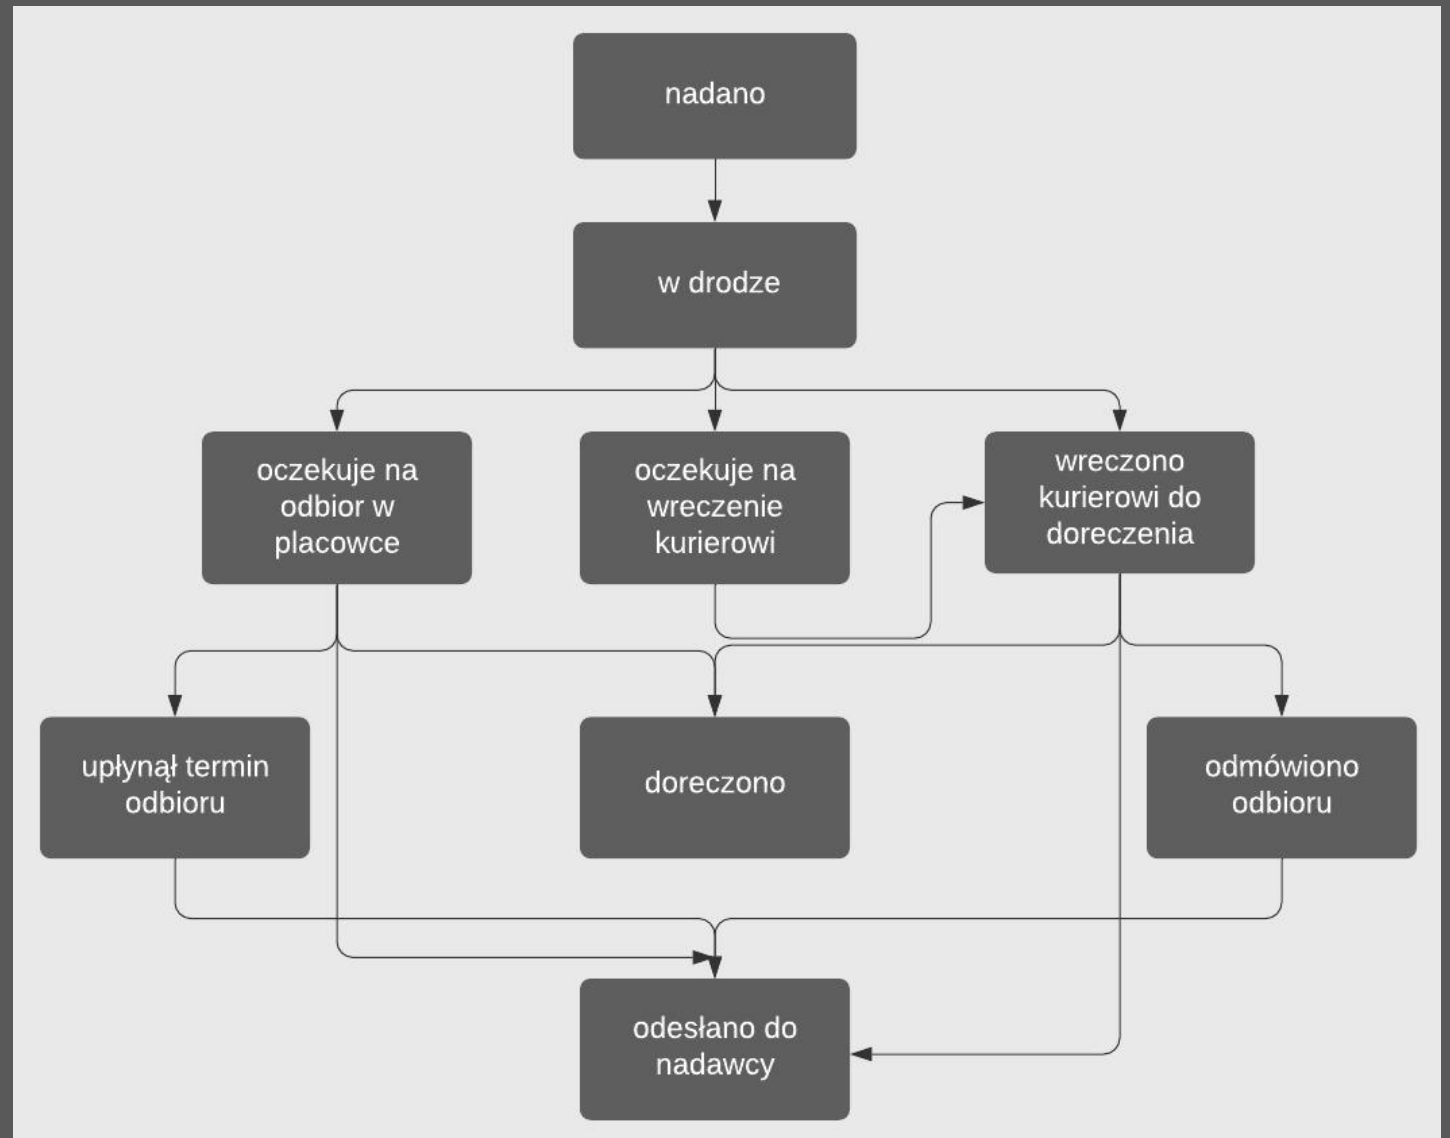 nadano
w drodze
oczekuje na
odbior w
placowce
oczekuje na
wreczenie
kurierowi
wreczono
kurierowi do
doreczenia
upłynął termin
odbioru
doreczono
odmówiono
odbioru
odesłano do
nadawcy